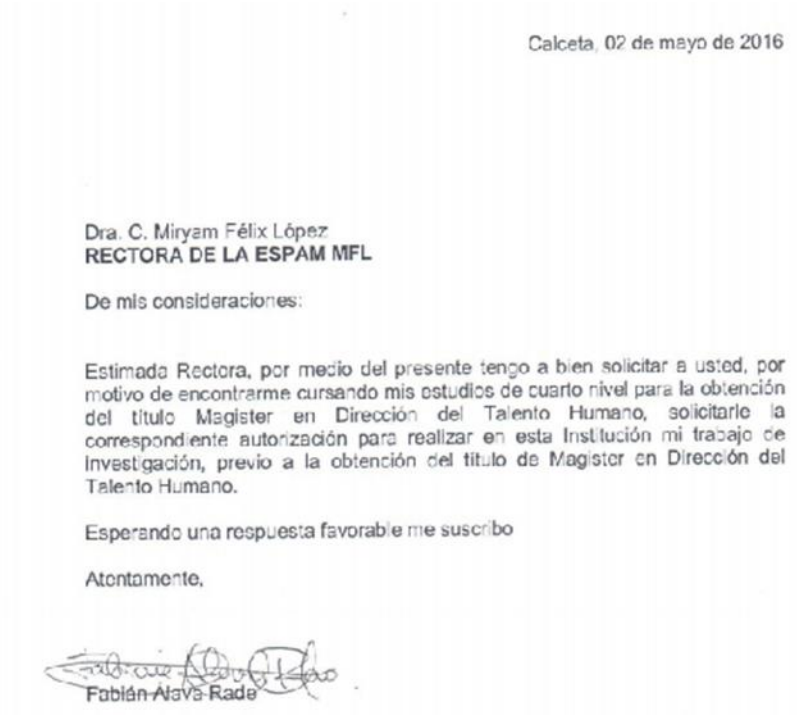 Calceta, 02 de mayo de 2016
Dra. C. Miryam Félix López
RECTORA DE LA ESPAM MFL
De mis consideraciones:
Estimada Rectora, por medio del presente tengo a bien solicitar a usted, por
motivo de encontrarme cursando mis estudios de cuarto nivel para la obtención
del titulo Magister en Dirección del Talento Humano, solicitarle la
correspondiente autorización para realizar en esta Institución mi trabajo de
investigación, previo a la obtención del titulo de Magister en Dirección del
Talento Humano.
Esperando una respuesta favorable me suscribo
Atentamente,
Fabián Álava Rade